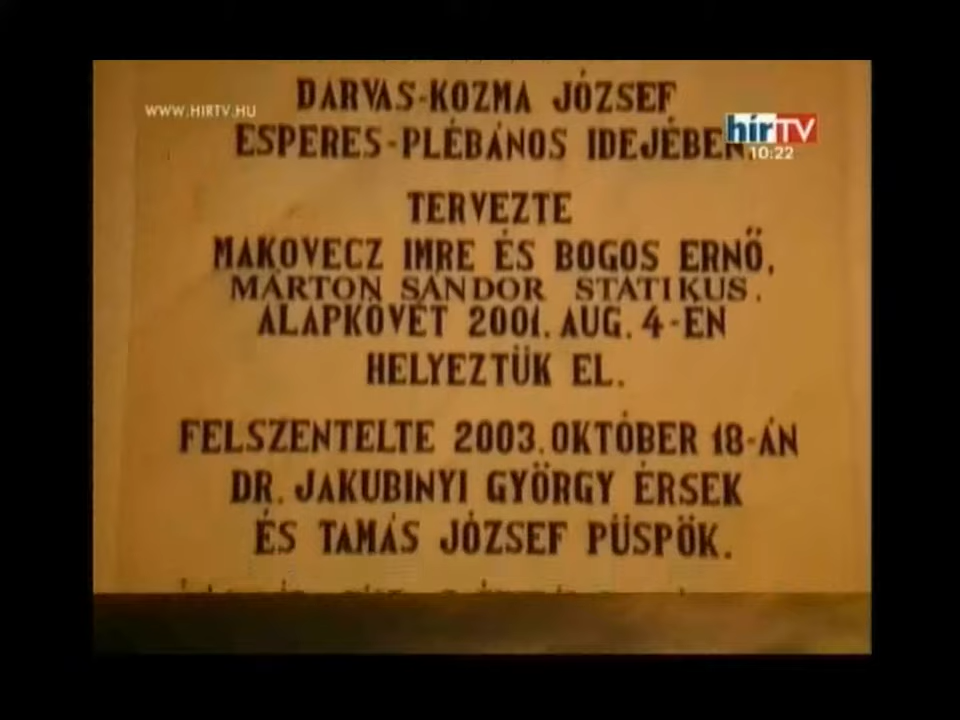 DARVAS-KOZMA JÓZSEF
WWW.HIRTV.HU
hírTV
ESPERES-PLÉBÁNOS IDEJÉBEN.
10:22
TERVEZTE
MAKOVECZ IMRE ÉS BOGOS ERNŐ,
MÁRTON SÁNDOR STATIKUS.
ALAPKÖVÉT 2001. AUG. 4-ÉN
HELYEZTÜK EL.
FELSZENTELTE 2003. OKTÓBER 18-ÁN
DR. JAKUBINYI GYÖRGY ÉRSEK
ÉS TAMÁS JÓZSEF PÜSPÖK.